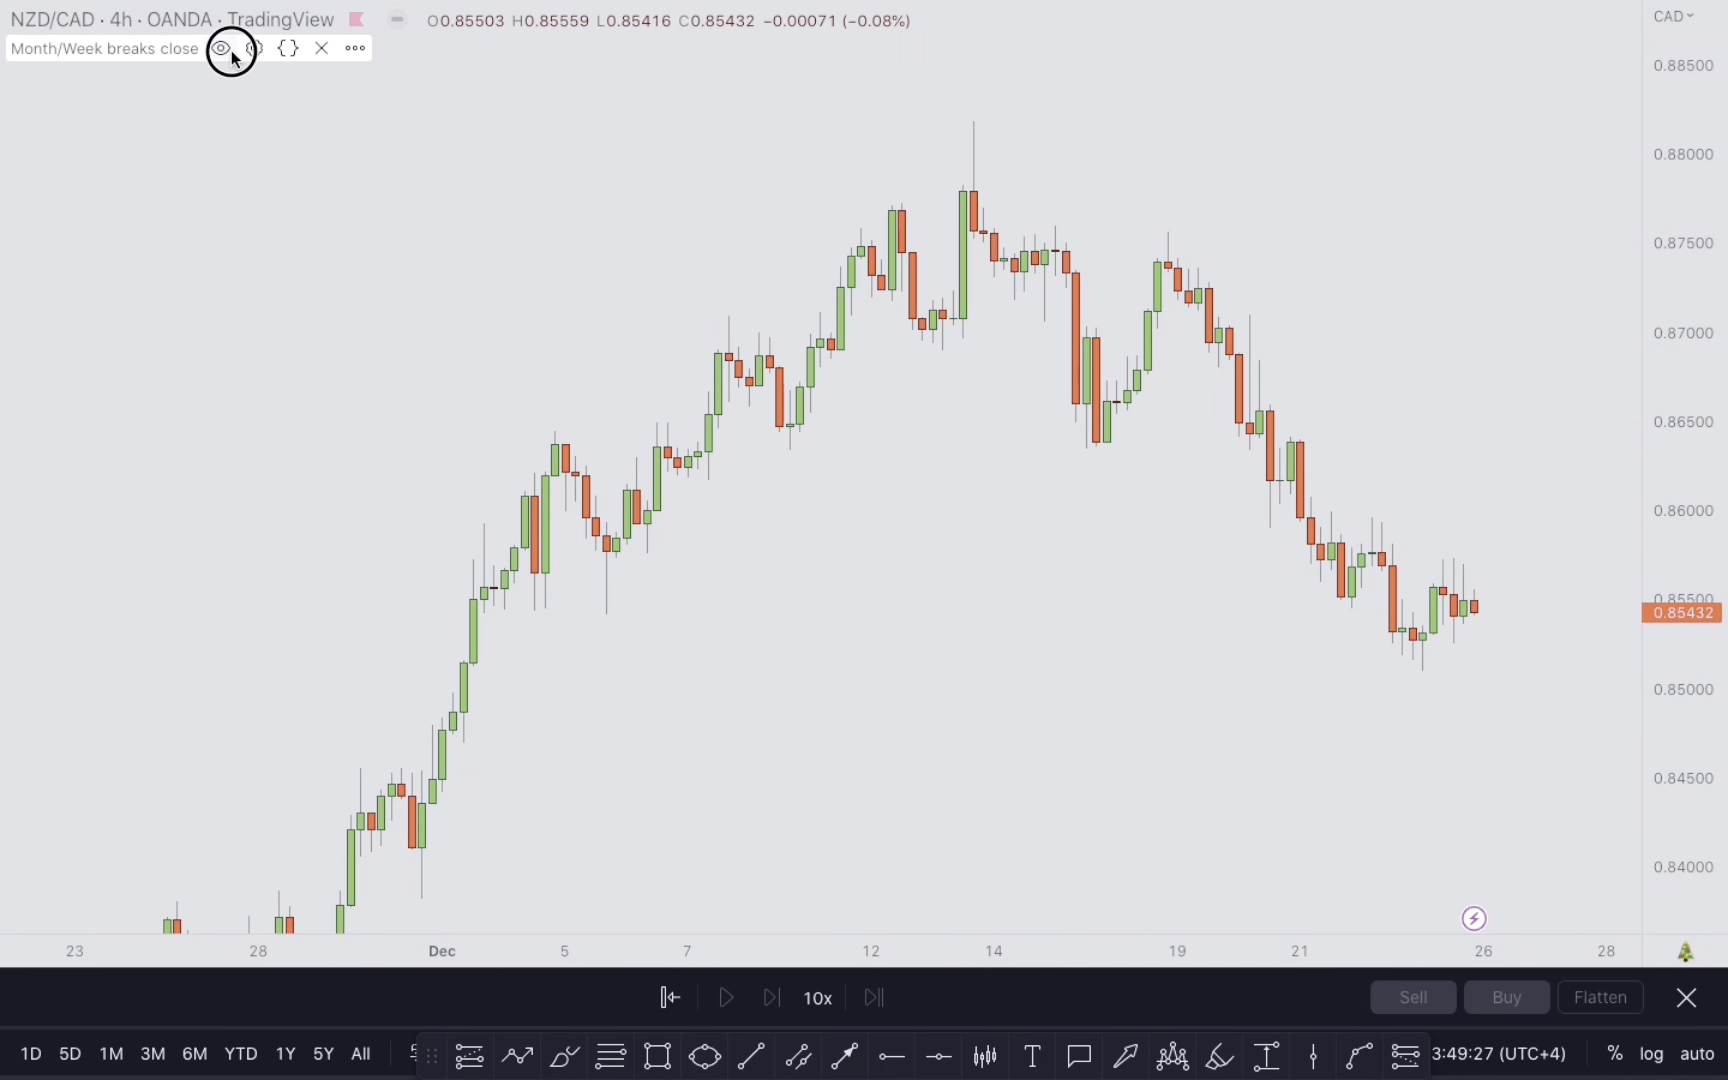 NZD/CAD · 4h · OANDA · TradingView O0.85503 H0.85559 L0.85416 C0.85432 −0.00071 (−0.08%)
CAD
Month/Week breaks close
0.88500
0.88000
0.87500
0.87000
0.86500
0.86000
0.85500
0.85432
0.85000
0.84500
0.84000
23 28 Dec 5 7 12 14 19 21 26 28
10x Sell Buy Flatten
1D 5D 1M 3M 6M YTD 1Y 5Y All 3:49:27 (UTC+4) % log auto